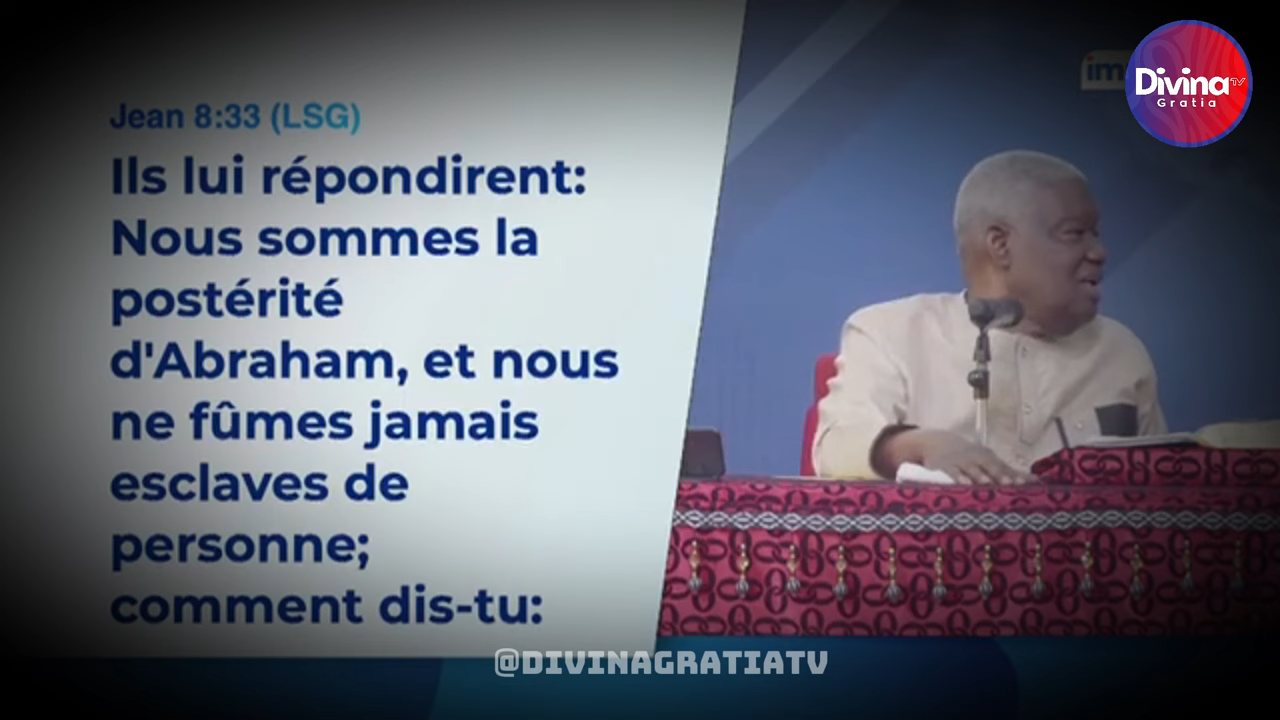 Jean 8:33 (LSG)
Ils lui répondirent:
Nous sommes la
postérité
d'Abraham, et nous
ne fûmes jamais
esclaves de
personne;
comment dis-tu:
Divina TV
Gratia
@DIVINAGRATIATV